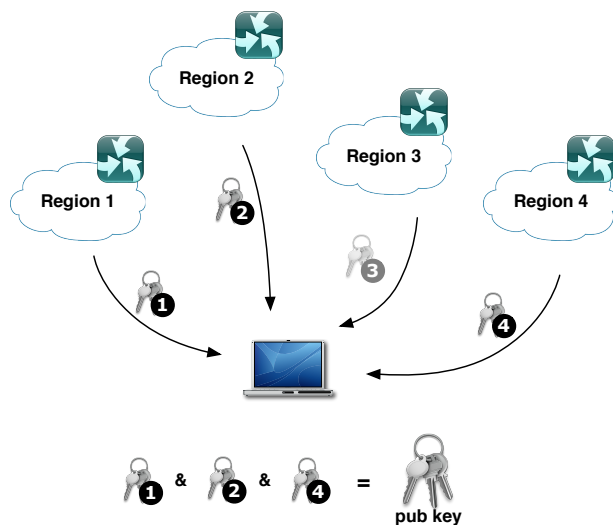 Region 2
Region 3
Region 1
Region 4
2
3
1
4
1 & 2 & 4 =
pub key